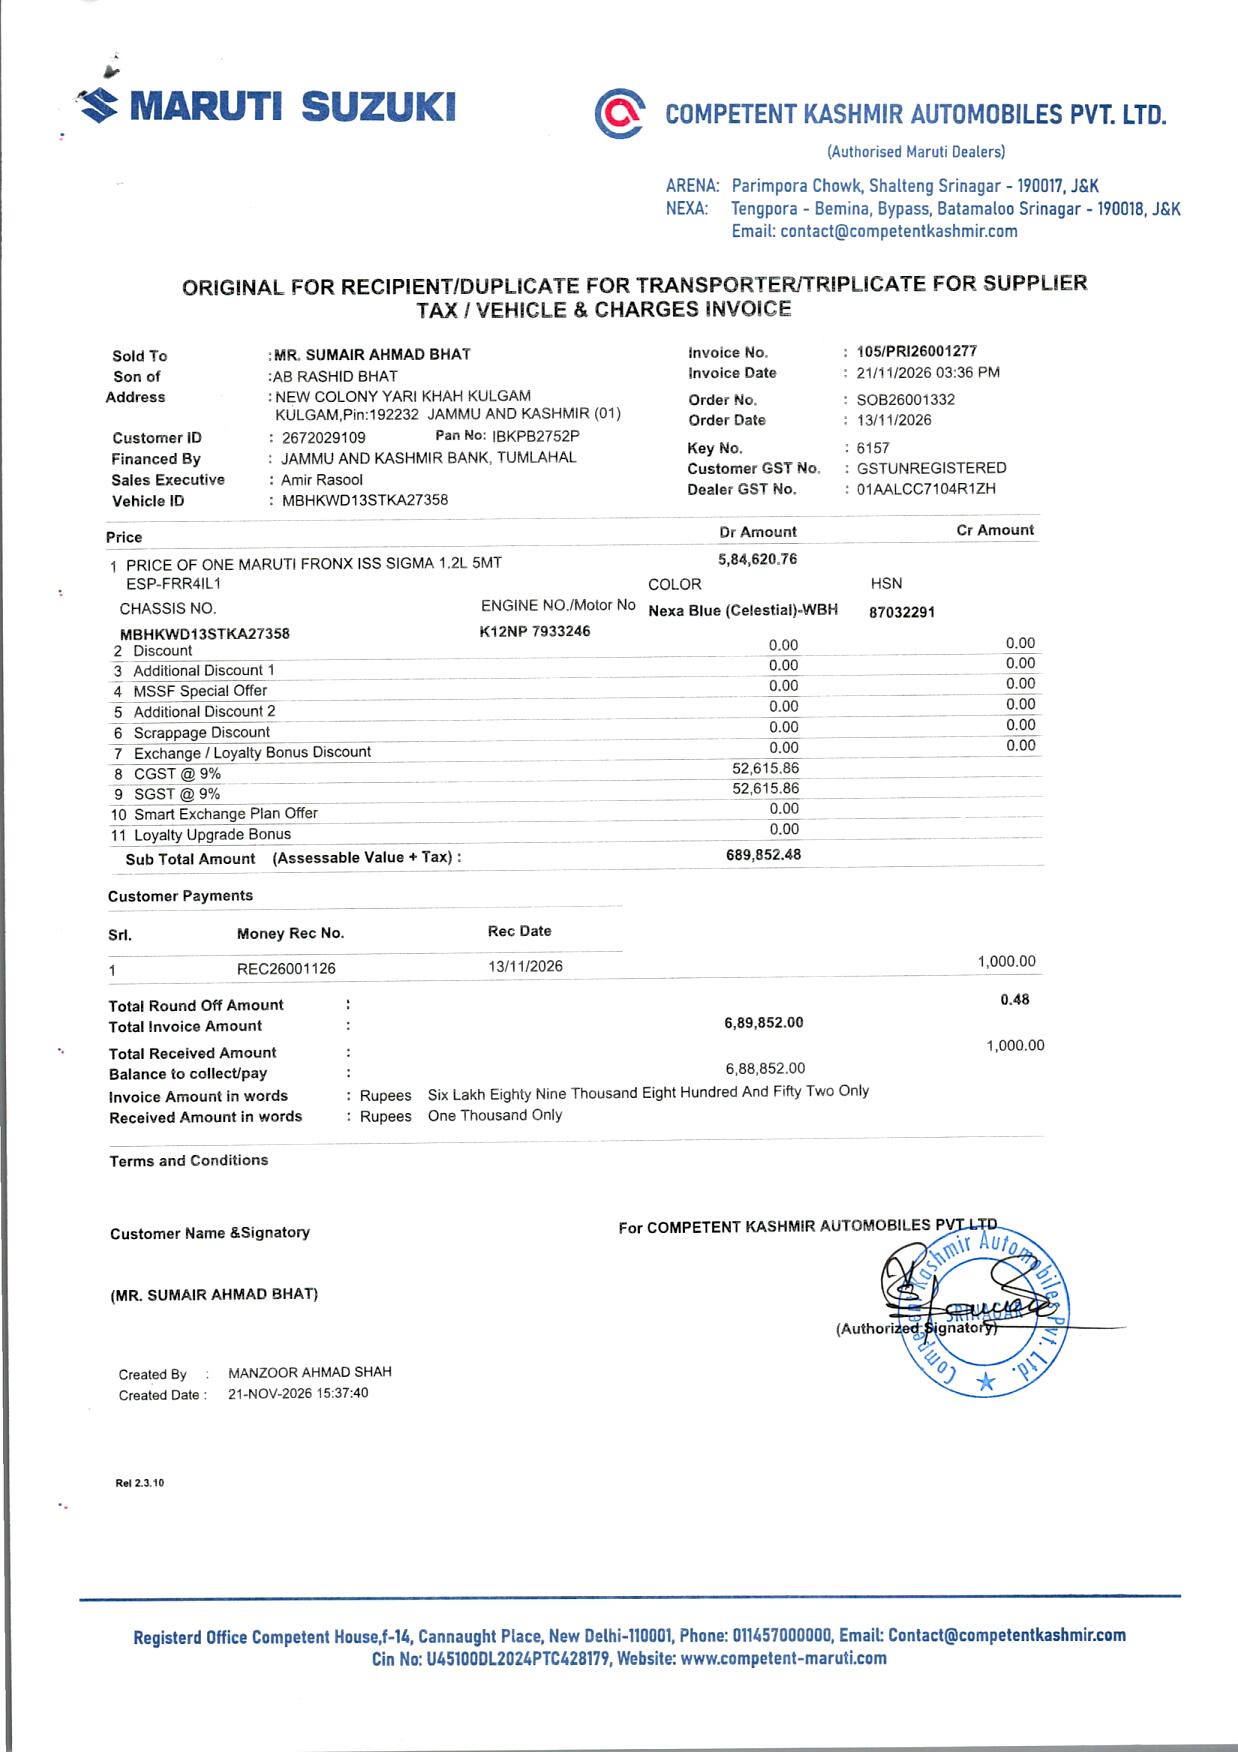 MARUTI SUZUKI
COMPETENT KASHMIR AUTOMOBILES PVT. LTD.
(Authorised Maruti Dealers)
ARENA: Parimpora Chowk, Shalteng Srinagar - 190017, J&K
NEXA: Tengpora - Bemina, Bypass, Batamaloo Srinagar - 190018, J&K
Email: contact@competentkashmir.com
ORIGINAL FOR RECIPIENT/DUPLICATE FOR TRANSPORTER/TRIPLICATE FOR SUPPLIER
TAX / VEHICLE & CHARGES INVOICE
Sold To : MR. SUMAIR AHMAD BHAT
Son of : AB RASHID BHAT
Address : NEW COLONY YARI KHAH KULGAM
KULGAM,Pin:192232 JAMMU AND KASHMIR (01)
Customer ID : 2672029109 Pan No: IBKPB2752P
Financed By : JAMMU AND KASHMIR BANK, TUMLAHAL
Sales Executive : Amir Rasool
Vehicle ID : MBHKWD13STKA27358
Invoice No. : 105/PRI26001277
Invoice Date : 21/11/2026 03:36 PM
Order No. : SOB26001332
Order Date : 13/11/2026
Key No. : 6157
Customer GST No. : GSTUNREGISTERED
Dealer GST No. : 01AALCC7104R1ZH
Price Dr Amount Cr Amount
1 PRICE OF ONE MARUTI FRONX ISS SIGMA 1.2L 5MT 5,84,620.76
ESP-FRR4IL1 COLOR HSN
CHASSIS NO. ENGINE NO./Motor No Nexa Blue (Celestial)-WBH 87032291
MBHKWD13STKA27358 K12NP 7933246
2 Discount 0.00 0.00
3 Additional Discount 1 0.00 0.00
4 MSSF Special Offer 0.00 0.00
5 Additional Discount 2 0.00 0.00
6 Scrappage Discount 0.00 0.00
7 Exchange / Loyalty Bonus Discount 0.00 0.00
8 CGST @ 9% 52,615.86
9 SGST @ 9% 52,615.86
10 Smart Exchange Plan Offer 0.00
11 Loyalty Upgrade Bonus 0.00
Sub Total Amount (Assessable Value + Tax) : 689,852.48
Customer Payments
Srl. Money Rec No. Rec Date
1 REC26001126 13/11/2026 1,000.00
Total Round Off Amount : 0.48
Total Invoice Amount : 6,89,852.00
Total Received Amount : 1,000.00
Balance to collect/pay : 6,88,852.00
Invoice Amount in words : Rupees Six Lakh Eighty Nine Thousand Eight Hundred And Fifty Two Only
Received Amount in words : Rupees One Thousand Only
Terms and Conditions
Customer Name &Signatory
For COMPETENT KASHMIR AUTOMOBILES PVT LTD
(MR. SUMAIR AHMAD BHAT)
Competent Kashmir Automobiles Pvt. Ltd.
SRINAGAR
(Authorized Signatory)
Created By : MANZOOR AHMAD SHAH
Created Date : 21-NOV-2026 15:37:40
Rel 2.3.10
Registerd Office Competent House,f-14, Cannaught Place, New Delhi-110001, Phone: 011457000000, Email: Contact@competentkashmir.com
Cin No: U45100DL2024PTC428179, Website: www.competent-maruti.com